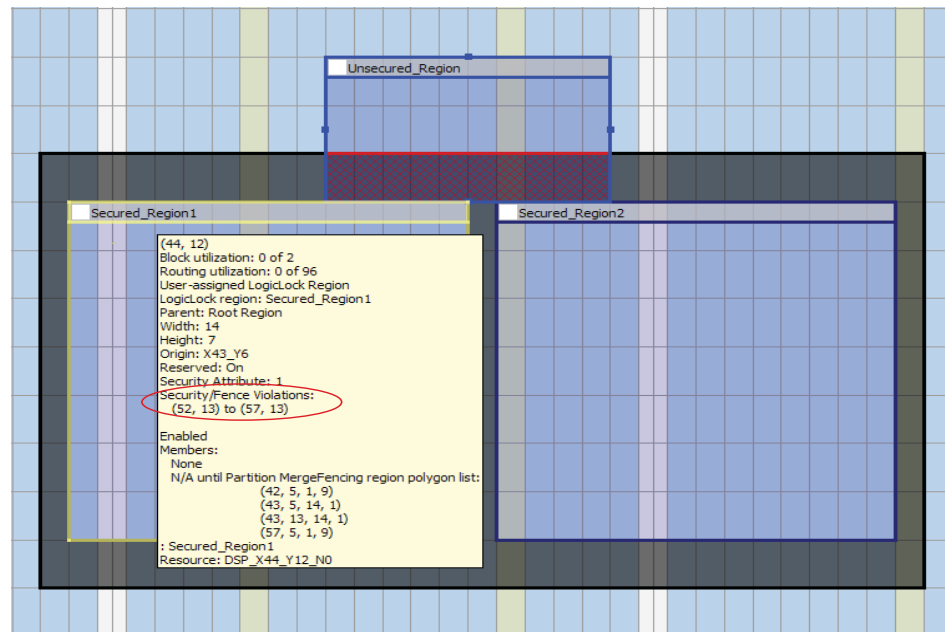 Unsecured_Region
Secured_Region1
Secured_Region2
(44, 12)
Block utilization: 0 of 2
Routing utilization: 0 of 96
User-assigned LogicLock Region
LogicLock region: Secured_Region1
Parent: Root Region
Width: 14
Height: 7
Origin: X43_Y6
Reserved: On
Security Attribute: 1
Security/Fence Violations:
(52, 13) to (57, 13)
Enabled
Members:
None
N/A until Partition MergeFencing region polygon list:
(42, 5, 1, 9)
(43, 5, 14, 1)
(43, 13, 14, 1)
(57, 5, 1, 9)
: Secured_Region1
Resource: DSP_X44_Y12_N0